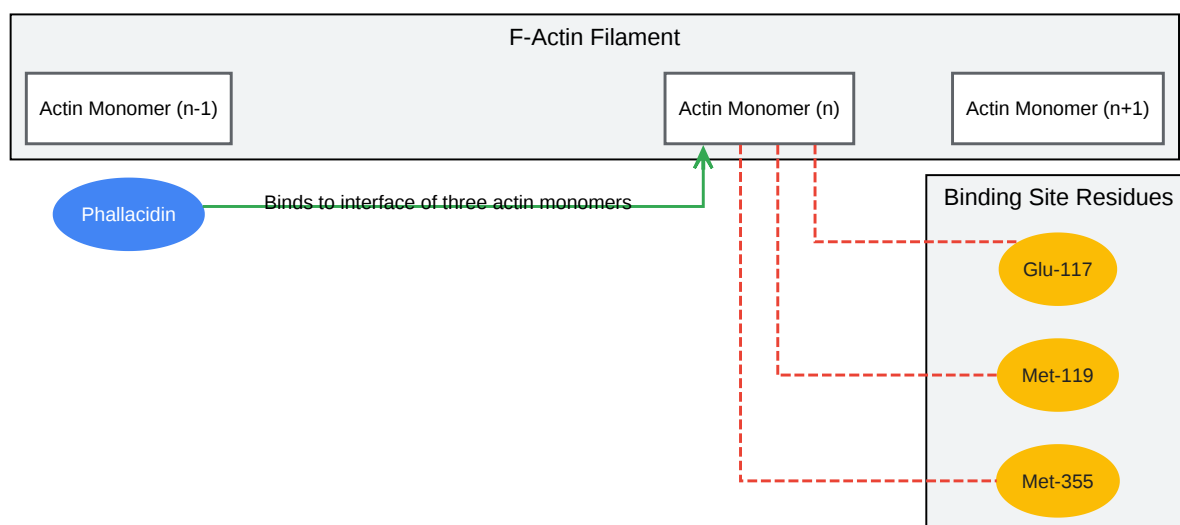 F-Actin Filament
Actin Monomer (n-1)
Actin Monomer (n)
Actin Monomer (n+1)
Phallacidin
Binds to interface of three actin monomers
Binding Site Residues
Glu-117
Met-119
Met-355